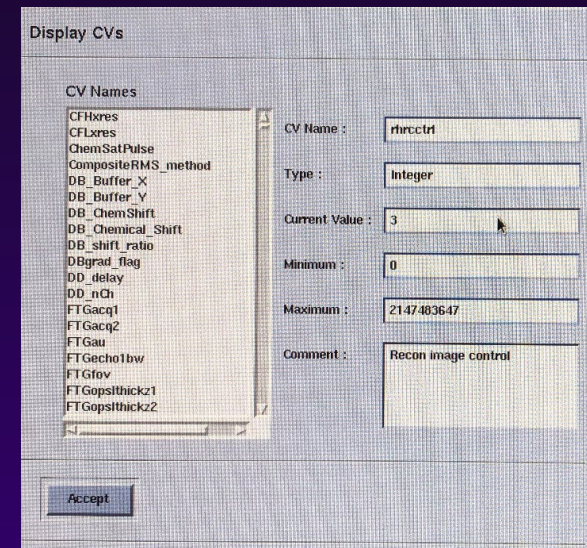 Display CVs
CV Names
CFHxres
CFLxres
ChemSatPulse
CompositeRMS_method
DB_Buffer_X
DB_Buffer_Y
DB_ChemShift
DB_Chemical_Shift
DB_shift_ratio
DBgrad_flag
DD_delay
DD_nCh
FTGacq1
FTGacq2
FTGau
FTGecho1bw
FTGfov
FTGopslthickz1
FTGopslthickz2
CV Name : rhrcctrl
Type : Integer
Current Value : 3
Minimum : 0
Maximum : 2147483647
Comment : Recon image control
Accept